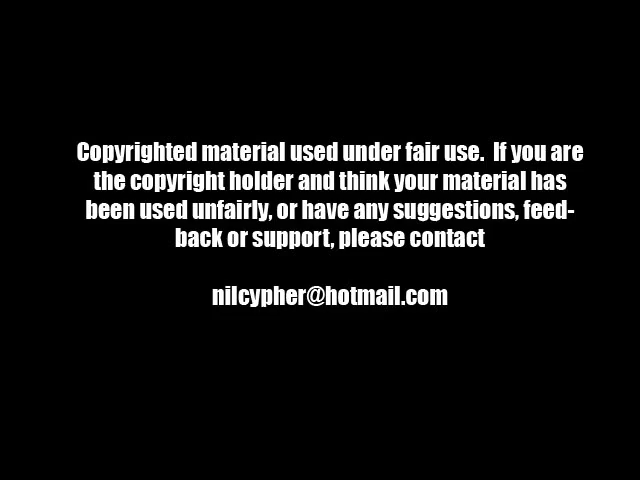 Copyrighted material used under fair use.  If you are
the copyright holder and think your material has
been used unfairly, or have any suggestions, feed-
back or support, please contact
nilcypher@hotmail.com